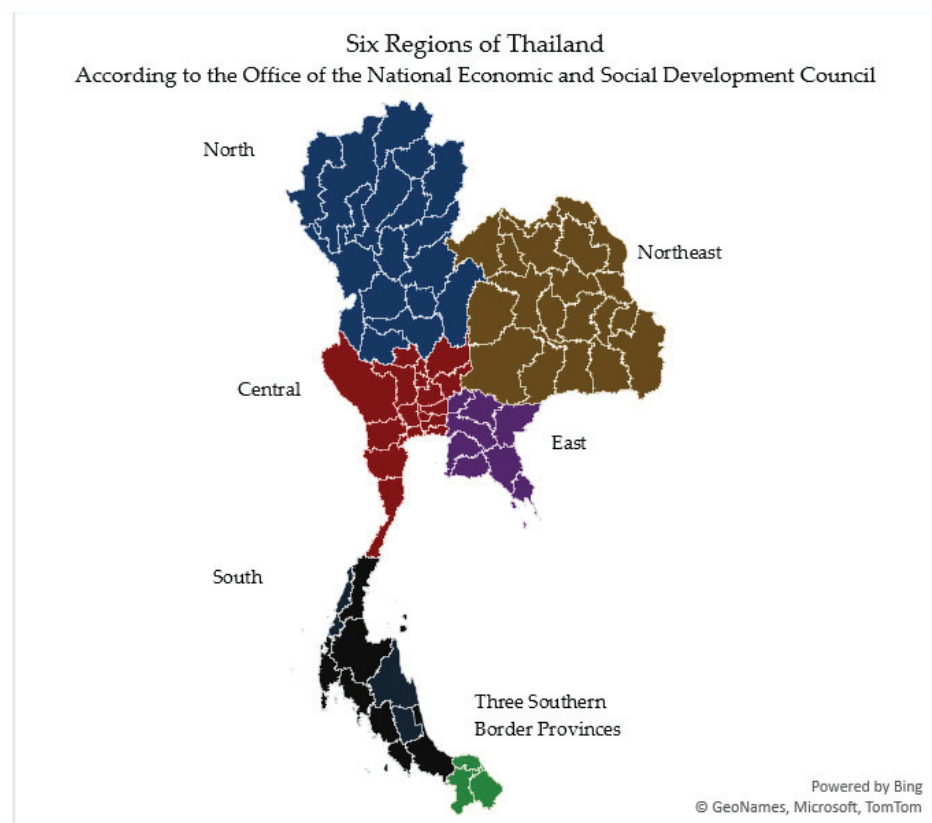 Six Regions of Thailand
According to the Office of the National Economic and Social Development Council
North
Northeast
Central
East
South
Three Southern
Border Provinces
Powered by Bing
© GeoNames, Microsoft, TomTom